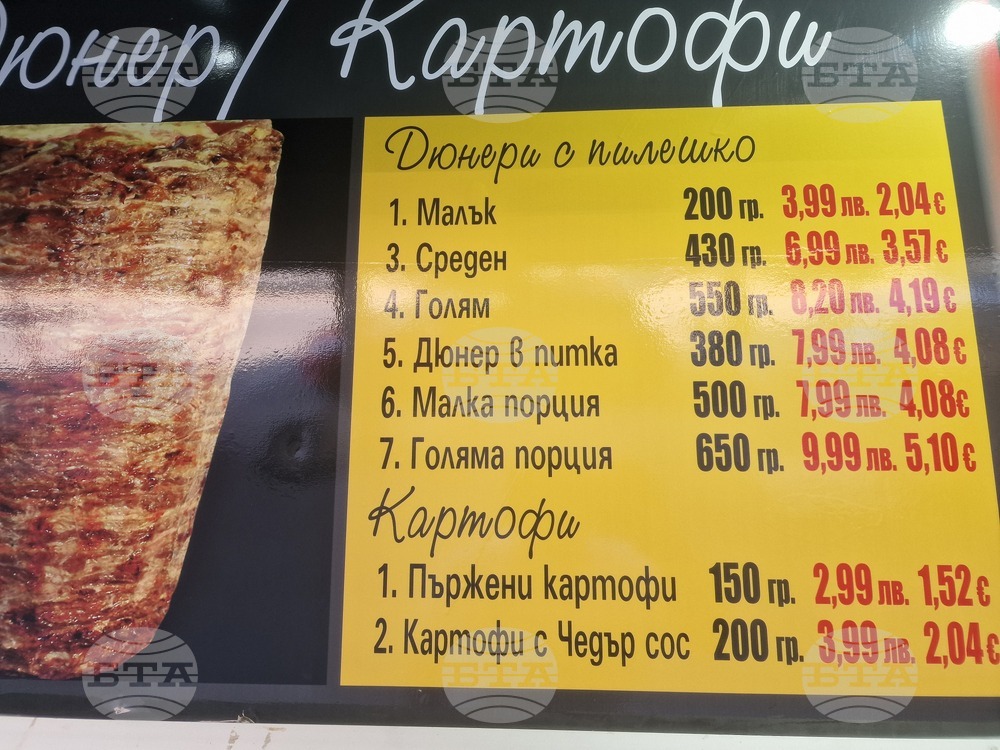 Дюнер/ Картофи
Дюнери с пилешко
1. Малък 200 гр. 3,99 лв. 2,04€
3. Среден 430 гр. 6,99 лв. 3,57€
4. Голям 550 гр. 8,20 лв. 4,19€
5. Дюнер в питка 380 гр. 7,99 лв. 4,08€
6. Малка порция 500 гр. 7,99 лв. 4,08€
7. Голяма порция 650 гр. 9,99 лв. 5,10€
Картофи
1. Пържени картофи 150 гр. 2,99 лв. 1,52€
2. Картофи с Чедър сос 200 гр. 3,99 лв. 2,04€
БТА